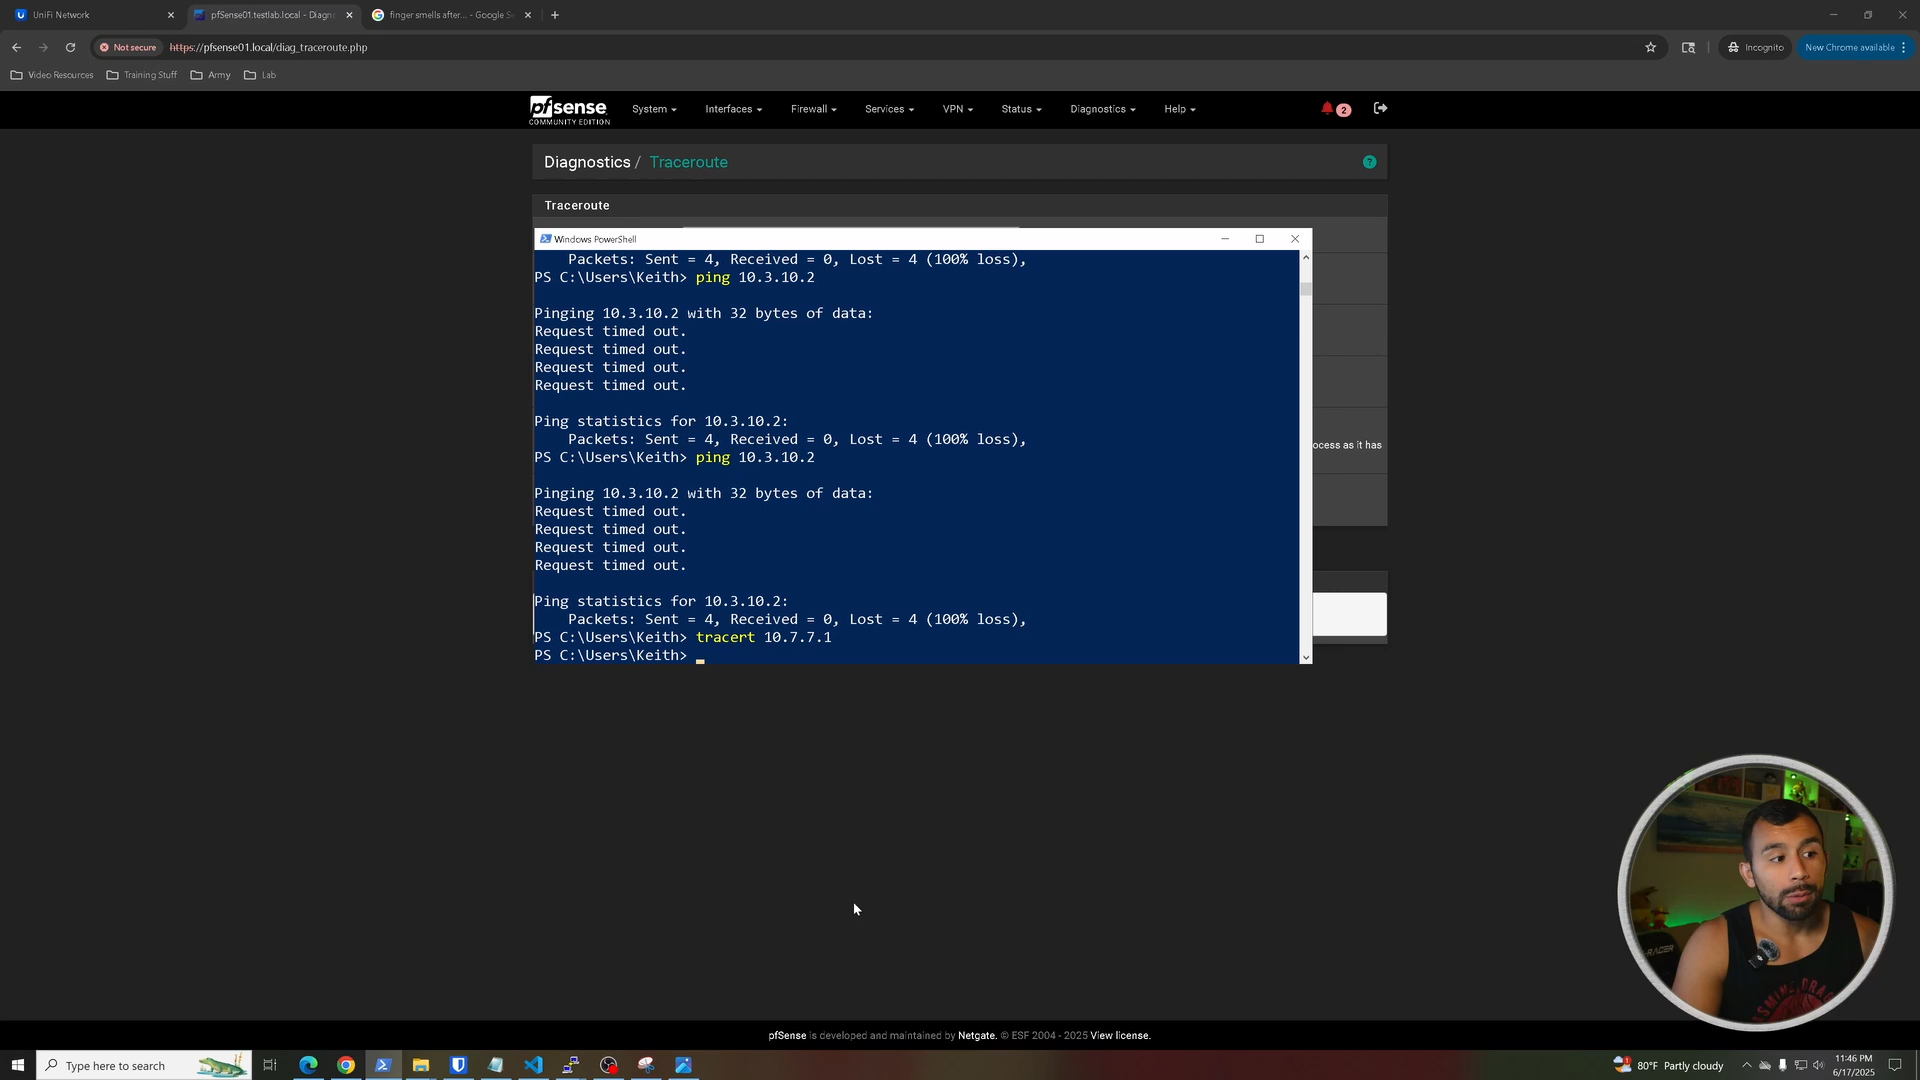 UniFi Network
pfSense01.testlab.local - Diagn
finger smells after... - Google Se
Not secure
https://pfsense01.local/diag_traceroute.php
Incognito
New Chrome available
Video Resources
Training Stuff
Army
Lab
pfsense
COMMUNITY EDITION
System
Interfaces
Firewall
Services
VPN
Status
Diagnostics
Help
2
Diagnostics / Traceroute
?
Traceroute
Windows PowerShell
Packets: Sent = 4, Received = 0, Lost = 4 (100% loss),
PS C:\Users\Keith> ping 10.3.10.2
Pinging 10.3.10.2 with 32 bytes of data:
Request timed out.
Request timed out.
Request timed out.
Request timed out.
Ping statistics for 10.3.10.2:
Packets: Sent = 4, Received = 0, Lost = 4 (100% loss),
PS C:\Users\Keith> ping 10.3.10.2
ocess as it has
Pinging 10.3.10.2 with 32 bytes of data:
Request timed out.
Request timed out.
Request timed out.
Request timed out.
Ping statistics for 10.3.10.2:
Packets: Sent = 4, Received = 0, Lost = 4 (100% loss),
PS C:\Users\Keith> tracert 10.7.7.1
PS C:\Users\Keith>
pfSense is developed and maintained by Netgate. © ESF 2004 - 2025 View license.
Type here to search
80°F Partly cloudy
11:46 PM
6/17/2025